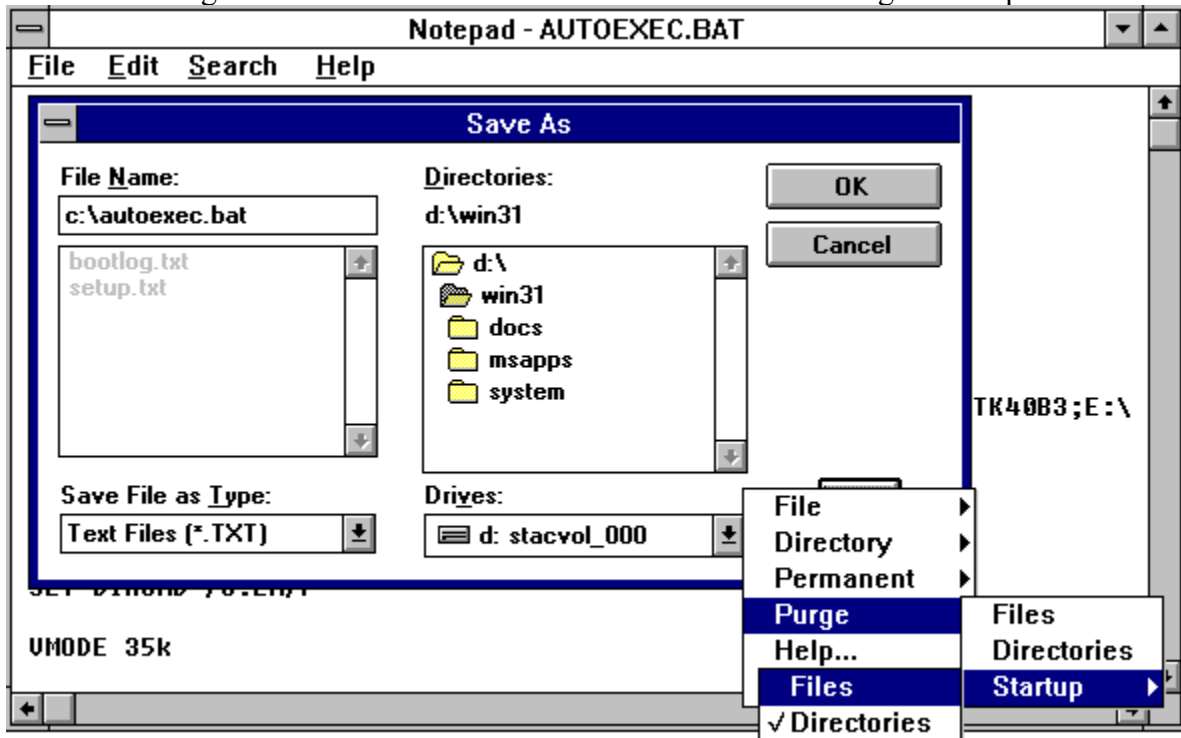 Notepad - AUTOEXEC.BAT
File Edit Search Help
Save As
File Name:
c:\autoexec.bat
bootlog.txt
setup.txt
Save File as Type:
Text Files (*.TXT)
Directories:
d:\win31
d:\
win31
docs
msapps
system
Drives:
d: stacvol_000
OK
Cancel
TK40B3;E:\
VMODE 35k
File
Directory
Permanent
Purge
Help...
Files
Directories
Startup
Files
✓Directories